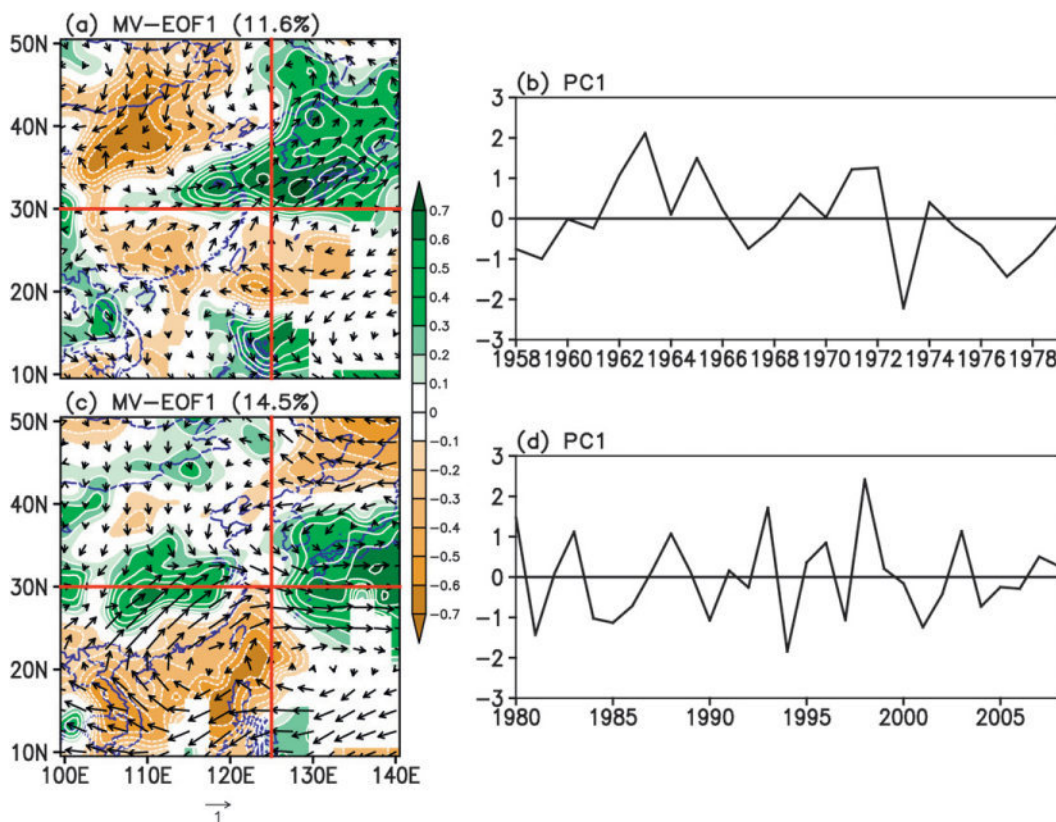 (a) MV-EOF1 (11.6%)
50N
40N
30N
20N
10N
0.7
0.6
0.5
0.4
0.3
0.2
0.1
0
-0.1
-0.2
-0.3
-0.4
-0.5
-0.6
-0.7
(b) PC1
3
2
1
0
-1
-2
-3
1958 1960 1962 1964 1966 1968 1970 1972 1974 1976 1978
(c) MV-EOF1 (14.5%)
50N
40N
30N
20N
10N
100E 110E 120E 130E 140E
1
(d) PC1
3
2
1
0
-1
-2
-3
1980 1985 1990 1995 2000 2005